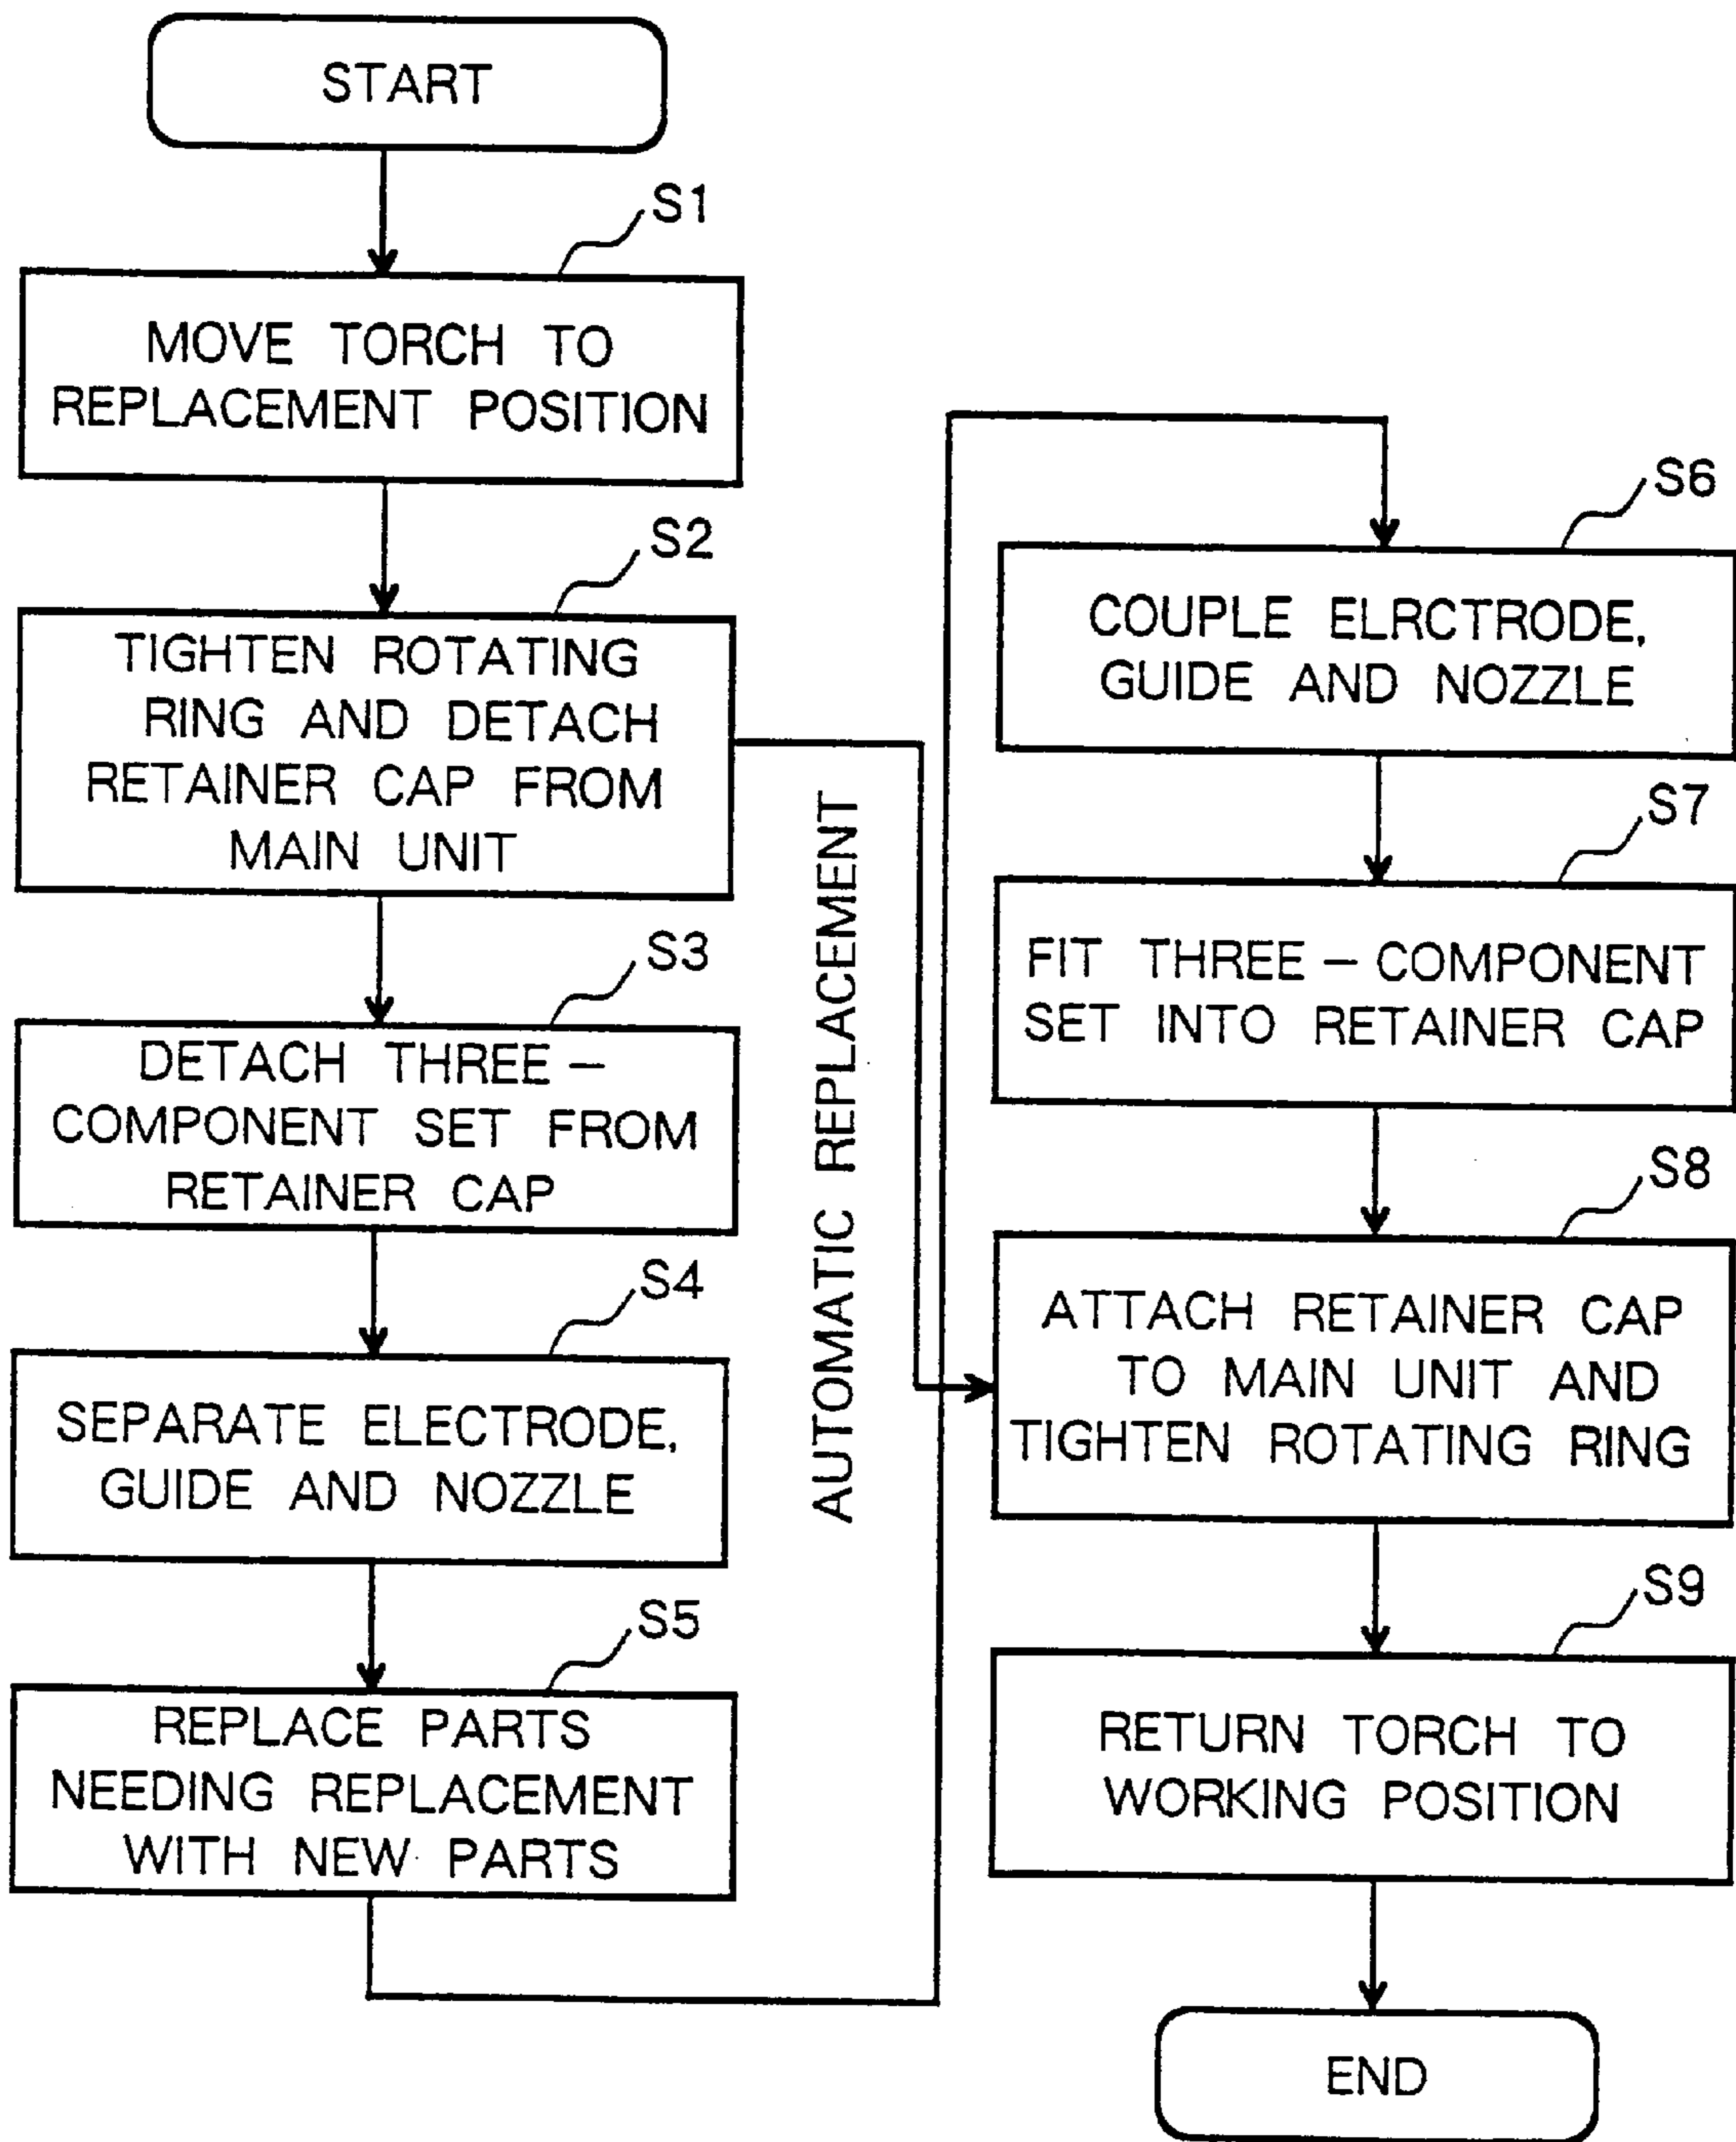 START
S1
MOVE TORCH TO
REPLACEMENT POSITION
S2
TIGHTEN ROTATING
RING AND DETACH
RETAINER CAP FROM
MAIN UNIT
S3
DETACH THREE –
COMPONENT SET FROM
RETAINER CAP
S4
SEPARATE ELECTRODE,
GUIDE AND NOZZLE
S5
REPLACE PARTS
NEEDING REPLACEMENT
WITH NEW PARTS
AUTOMATIC REPLACEMENT
S6
COUPLE ELRCTRODE,
GUIDE AND NOZZLE
S7
FIT THREE – COMPONENT
SET INTO RETAINER CAP
S8
ATTACH RETAINER CAP
TO MAIN UNIT AND
TIGHTEN ROTATING RING
S9
RETURN TORCH TO
WORKING POSITION
END